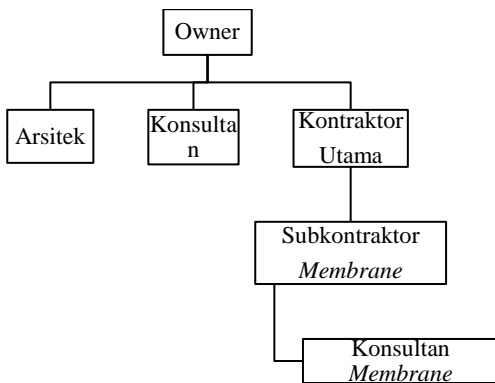 Owner
Arsitek
Konsulta
n
Kontraktor
Utama
Subkontraktor
Membrane
Konsultan
Membrane